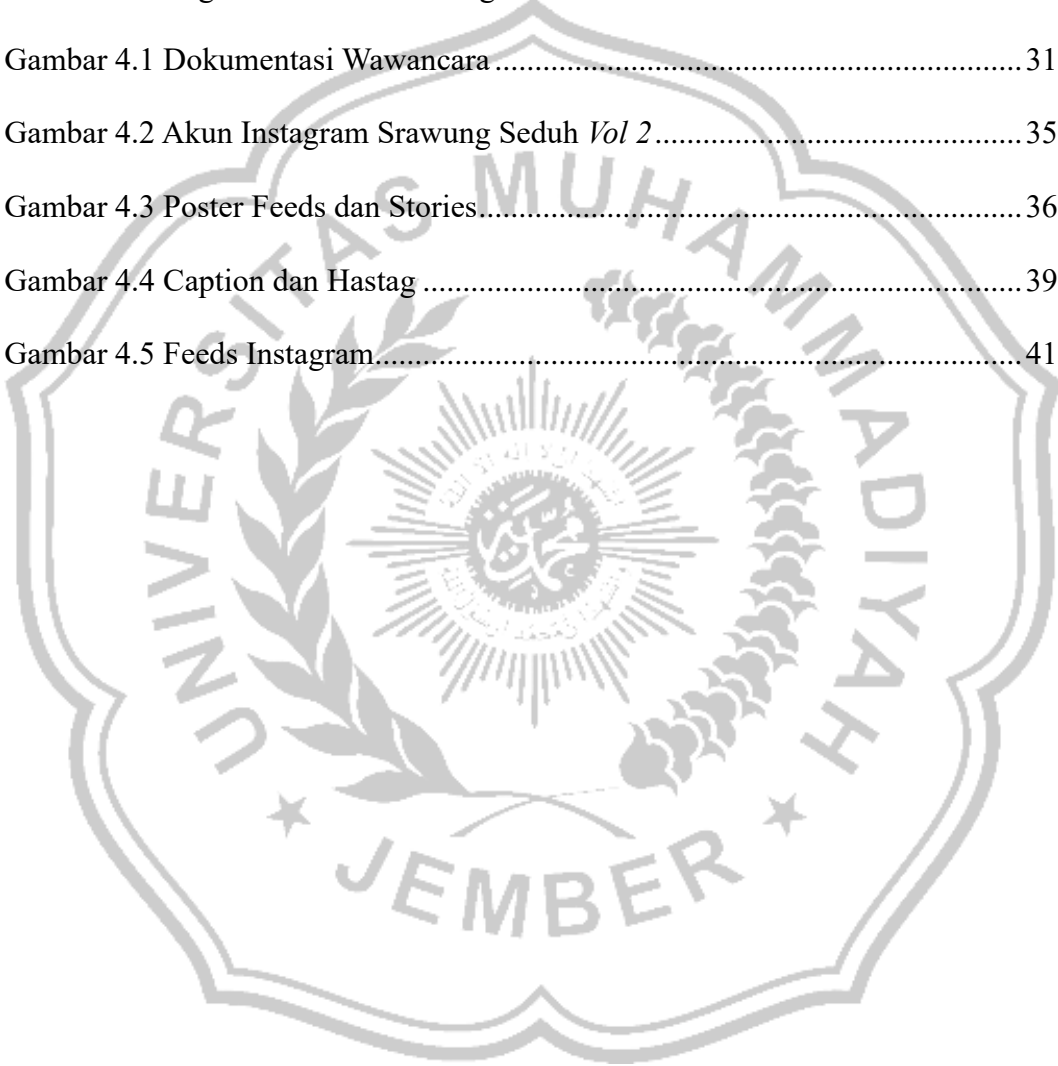 Gambar 4.1 Dokumentasi Wawancara ................................................................. 31
Gambar 4.2 Akun Instagram Srawung Seduh Vol 2 ............................................. 35
Gambar 4.3 Poster Feeds dan Stories ................................................................... 36
Gambar 4.4 Caption dan Hastag .......................................................................... 39
Gambar 4.5 Feeds Instagram ................................................................................ 41
UNIVERSITAS MUHAMMADIYAH
JEMBER